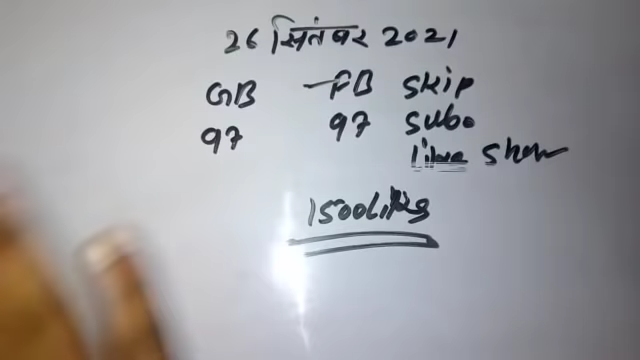 26 सितंबर 2021
GB FB Skip
97 97 Subo
Live Show
1500Likes